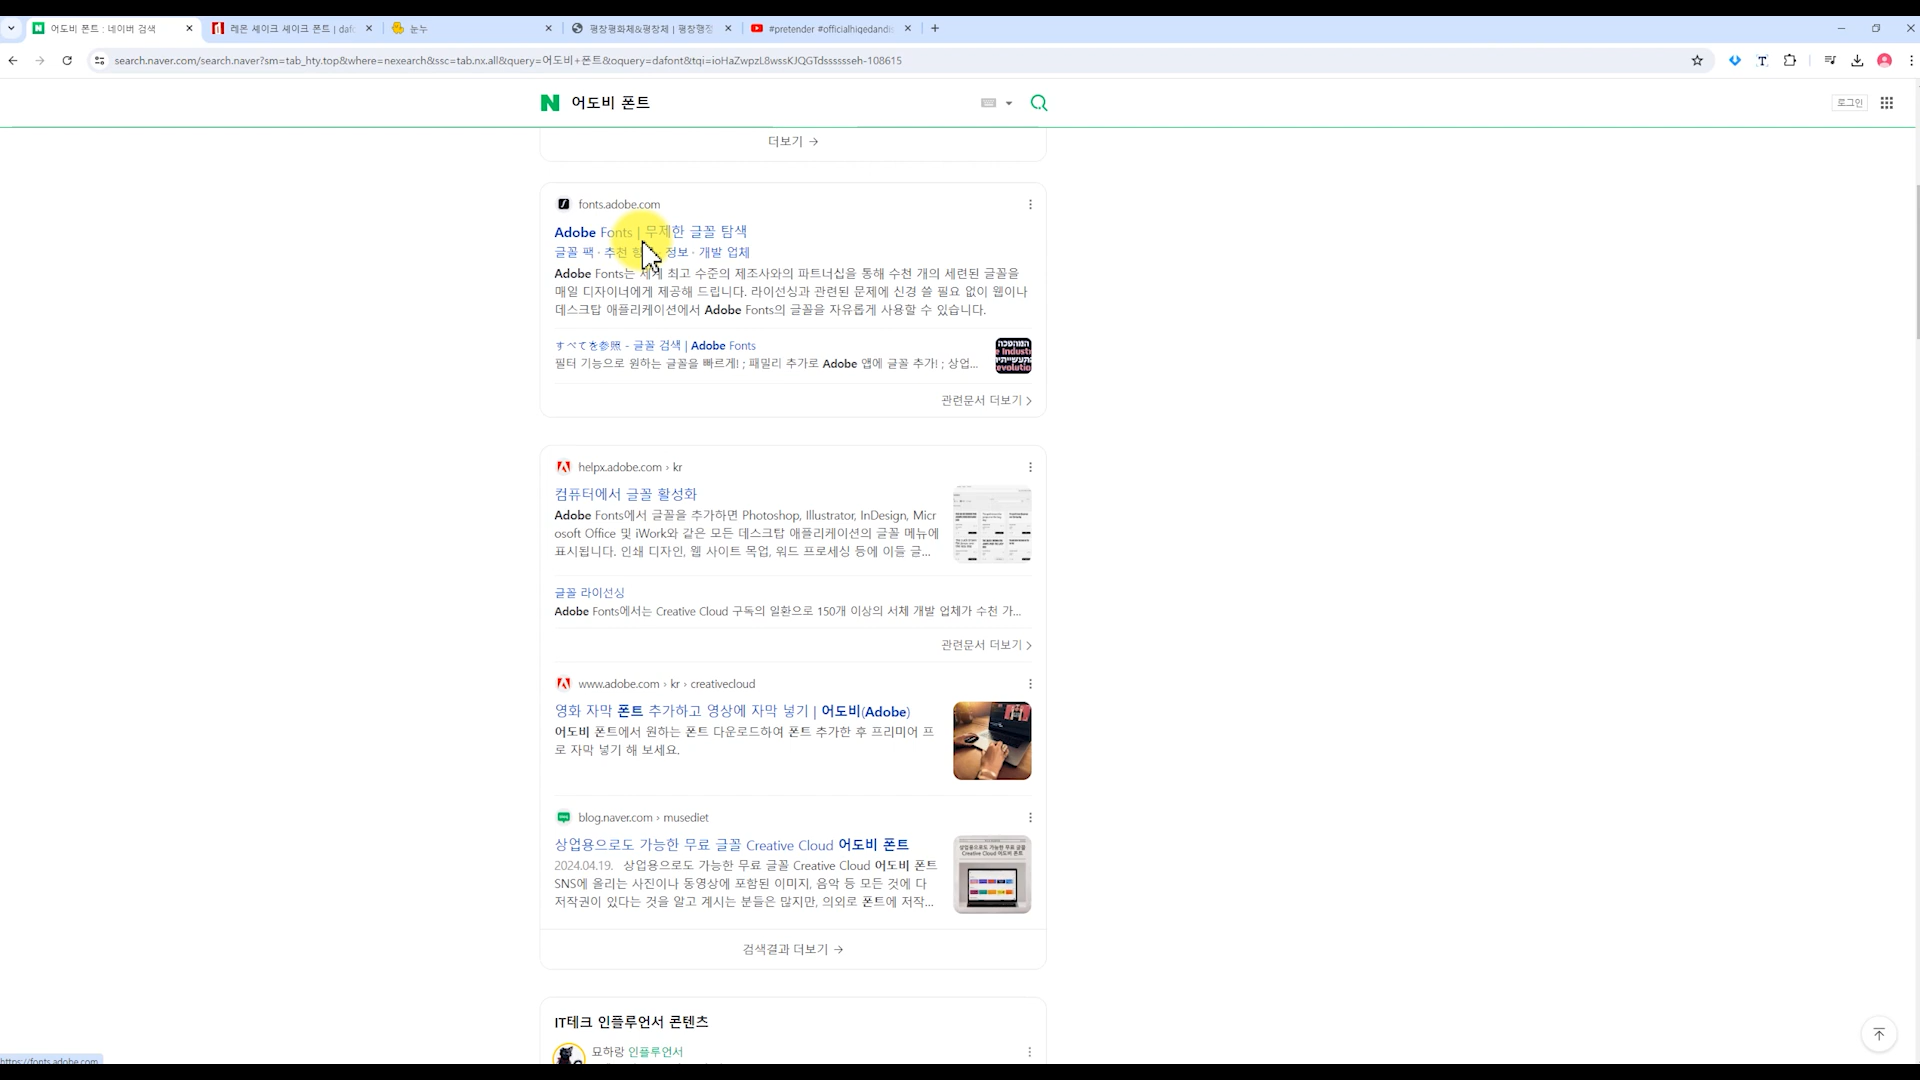 어도비 폰트 : 네이버 검색
레몬 셰이크 셰이크 폰트 | dafo
눈누
평창평화체&평창체 | 평창행정
#pretender #officialhigedandis
search.naver.com/search.naver?sm=tab_hty.top&where=nexearch&ssc=tab.nx.all&query=어도비+폰트&oquery=dafont&tqi=ioHaZwpzL8wssKJQGTdsssssseh-108615
어도비 폰트
로그인
더보기 →
fonts.adobe.com
Adobe Fonts | 무제한 글꼴 탐색
글꼴 팩 · 추천 정보 · 개발 업체
Adobe Fonts는 세계 최고 수준의 제조사와의 파트너십을 통해 수천 개의 세련된 글꼴을
매일 디자이너에게 제공해 드립니다. 라이선싱과 관련된 문제에 신경 쓸 필요 없이 웹이나
데스크탑 애플리케이션에서 Adobe Fonts의 글꼴을 자유롭게 사용할 수 있습니다.
すべてを参照 - 글꼴 검색 | Adobe Fonts
필터 기능으로 원하는 글꼴을 빠르게! ; 패밀리 추가로 Adobe 앱에 글꼴 추가! ; 상업...
관련문서 더보기 >
helpx.adobe.com › kr
컴퓨터에서 글꼴 활성화
Adobe Fonts에서 글꼴을 추가하면 Photoshop, Illustrator, InDesign, Micr
osoft Office 및 iWork와 같은 모든 데스크탑 애플리케이션의 글꼴 메뉴에
표시됩니다. 인쇄 디자인, 웹 사이트 목업, 워드 프로세싱 등에 이들 글...
글꼴 라이선싱
Adobe Fonts에서는 Creative Cloud 구독의 일환으로 150개 이상의 서체 개발 업체가 수천 가...
관련문서 더보기 >
www.adobe.com › kr › creativecloud
영화 자막 폰트 추가하고 영상에 자막 넣기 | 어도비(Adobe)
어도비 폰트에서 원하는 폰트 다운로드하여 폰트 추가한 후 프리미어 프
로 자막 넣기 해 보세요.
blog.naver.com › musediet
상업용으로도 가능한 무료 글꼴 Creative Cloud 어도비 폰트
2024.04.19. 상업용으로도 가능한 무료 글꼴 Creative Cloud 어도비 폰트
SNS에 올리는 사진이나 동영상에 포함된 이미지, 음악 등 모든 것에 다
저작권이 있다는 것을 알고 계시는 분들은 많지만, 의외로 폰트에 저작...
상업용으로도 가능한 무료 글꼴
Creative Cloud 어도비 폰트
검색결과 더보기 →
IT테크 인플루언서 콘텐츠
묘하랑 인플루언서
https://fonts.adobe.com